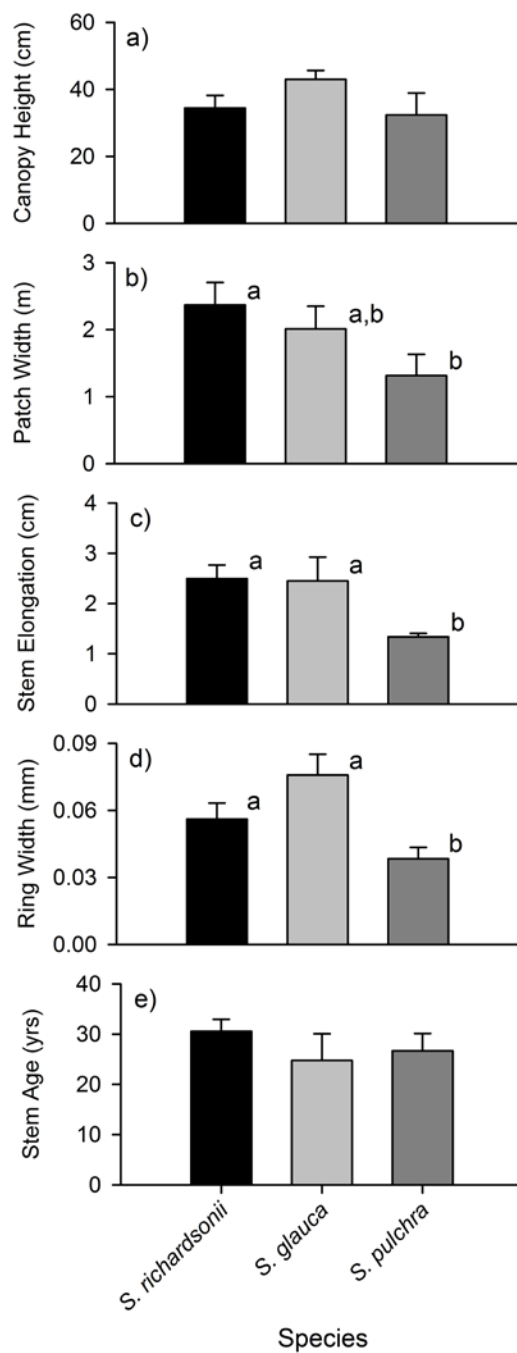 a)
Canopy Height (cm)
60
40
20
0
b)
Patch Width (m)
3
2
1
0
a
a,b
b
c)
Stem Elongation (cm)
4
3
2
1
0
a
a
b
d)
Ring Width (mm)
0.09
0.06
0.03
0.00
a
a
b
e)
Stem Age (yrs)
40
30
20
10
0
S. richardsonii
S. glauca
S. pulchra
Species